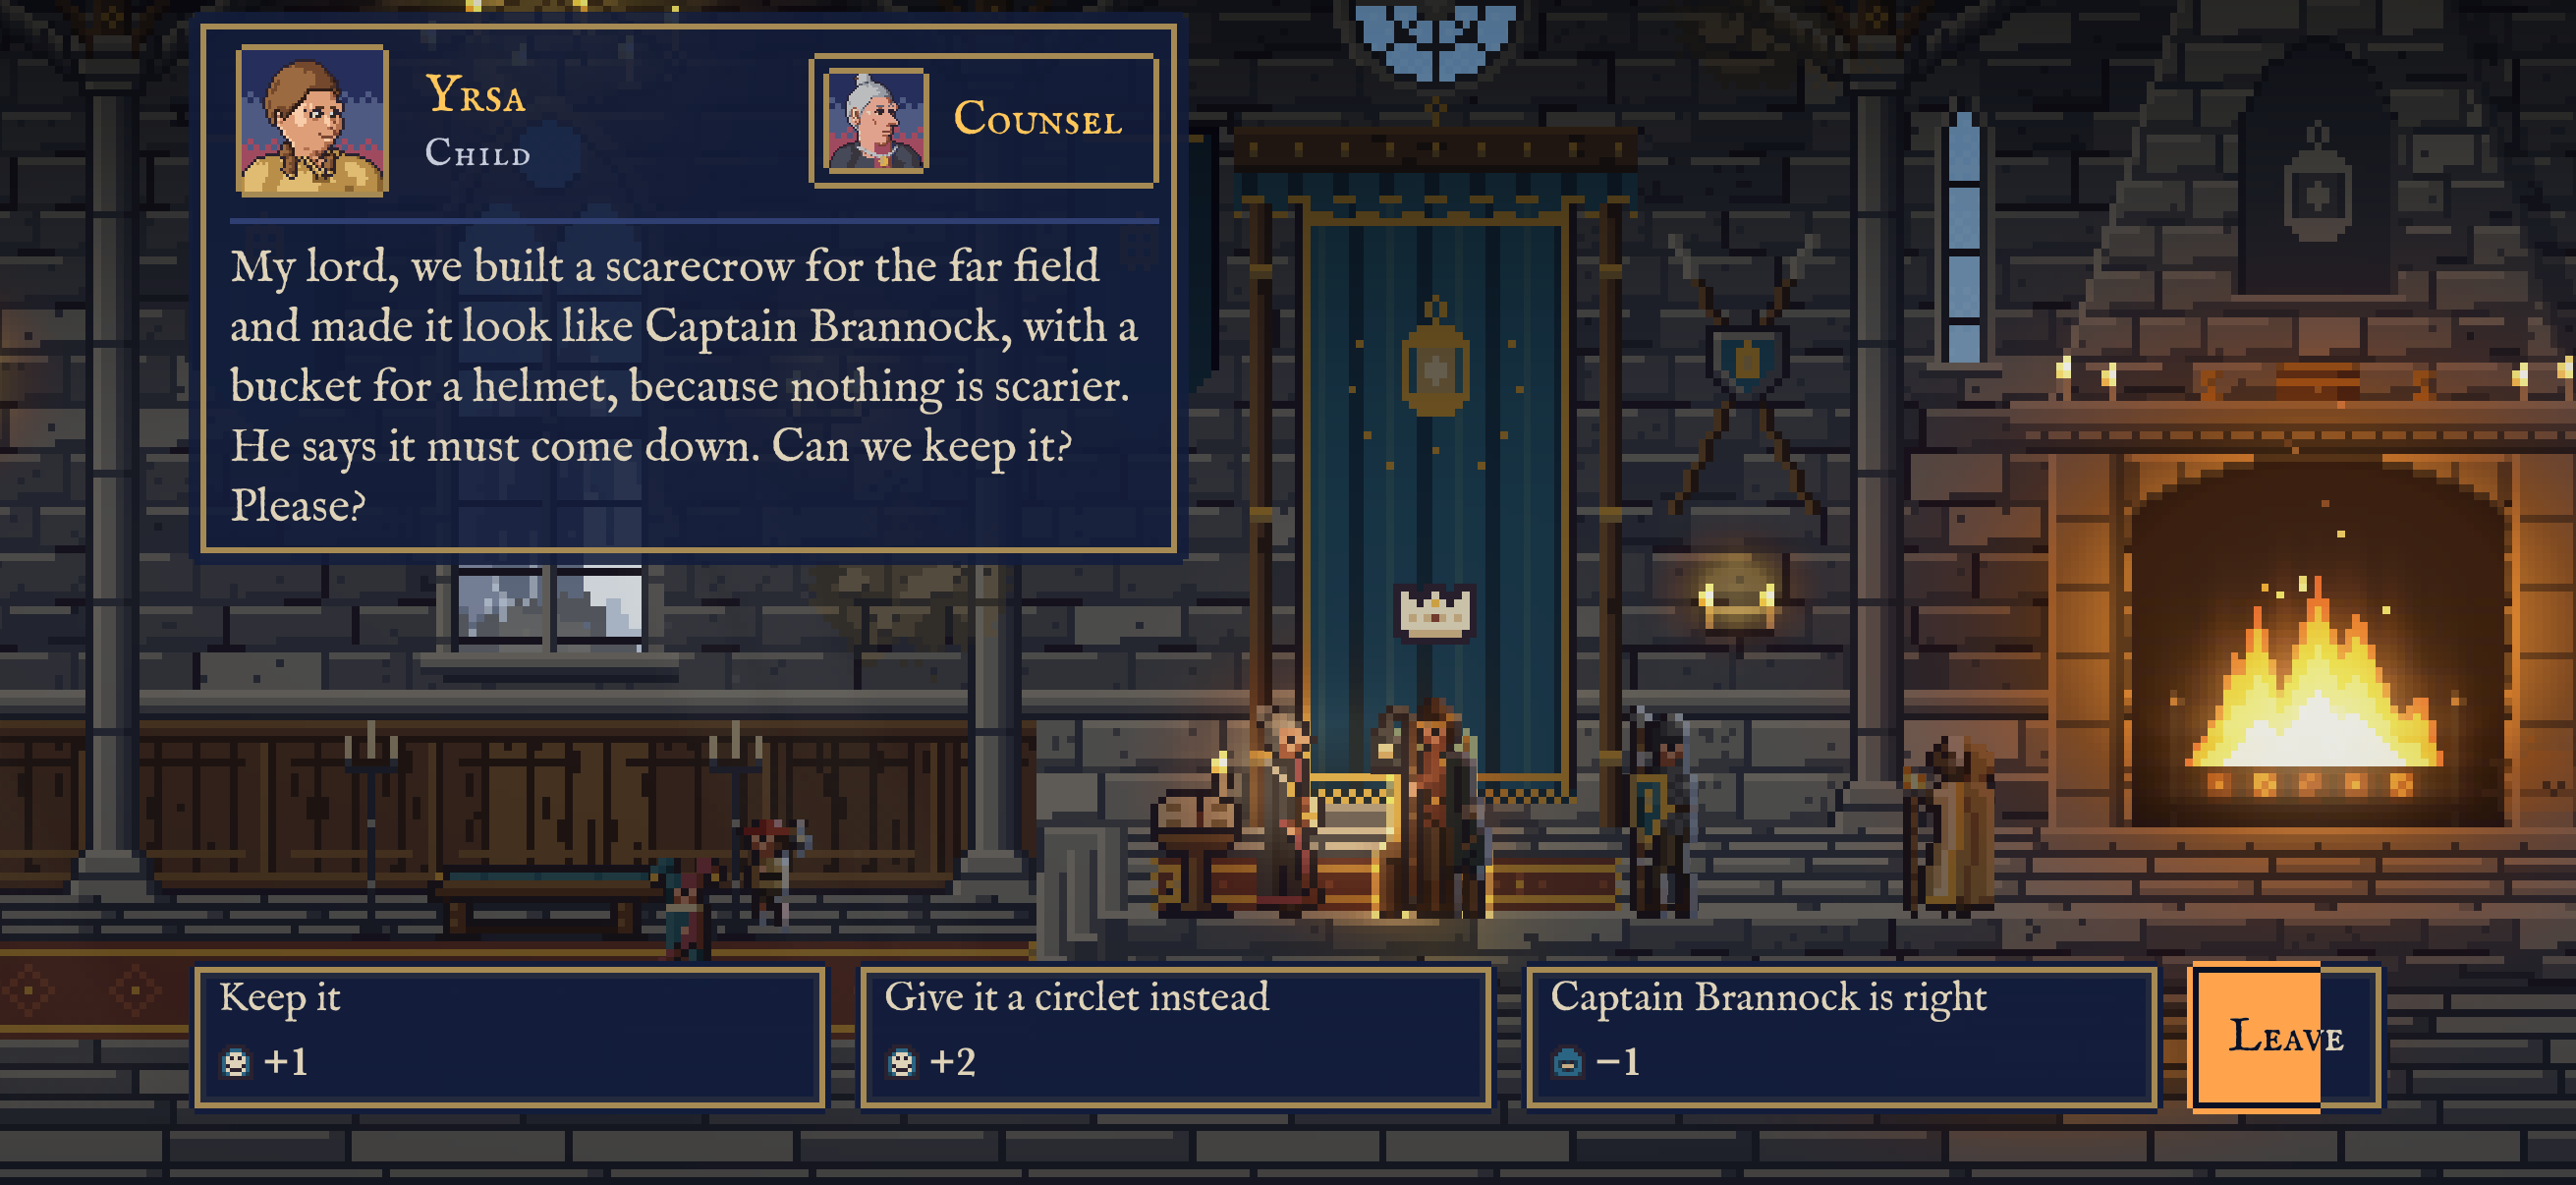 Yrsa
Child
Counsel
My lord, we built a scarecrow for the far field
and made it look like Captain Brannock, with a
bucket for a helmet, because nothing is scarier.
He says it must come down. Can we keep it?
Please?
Keep it
+1
Give it a circlet instead
+2
Captain Brannock is right
−1
Leave